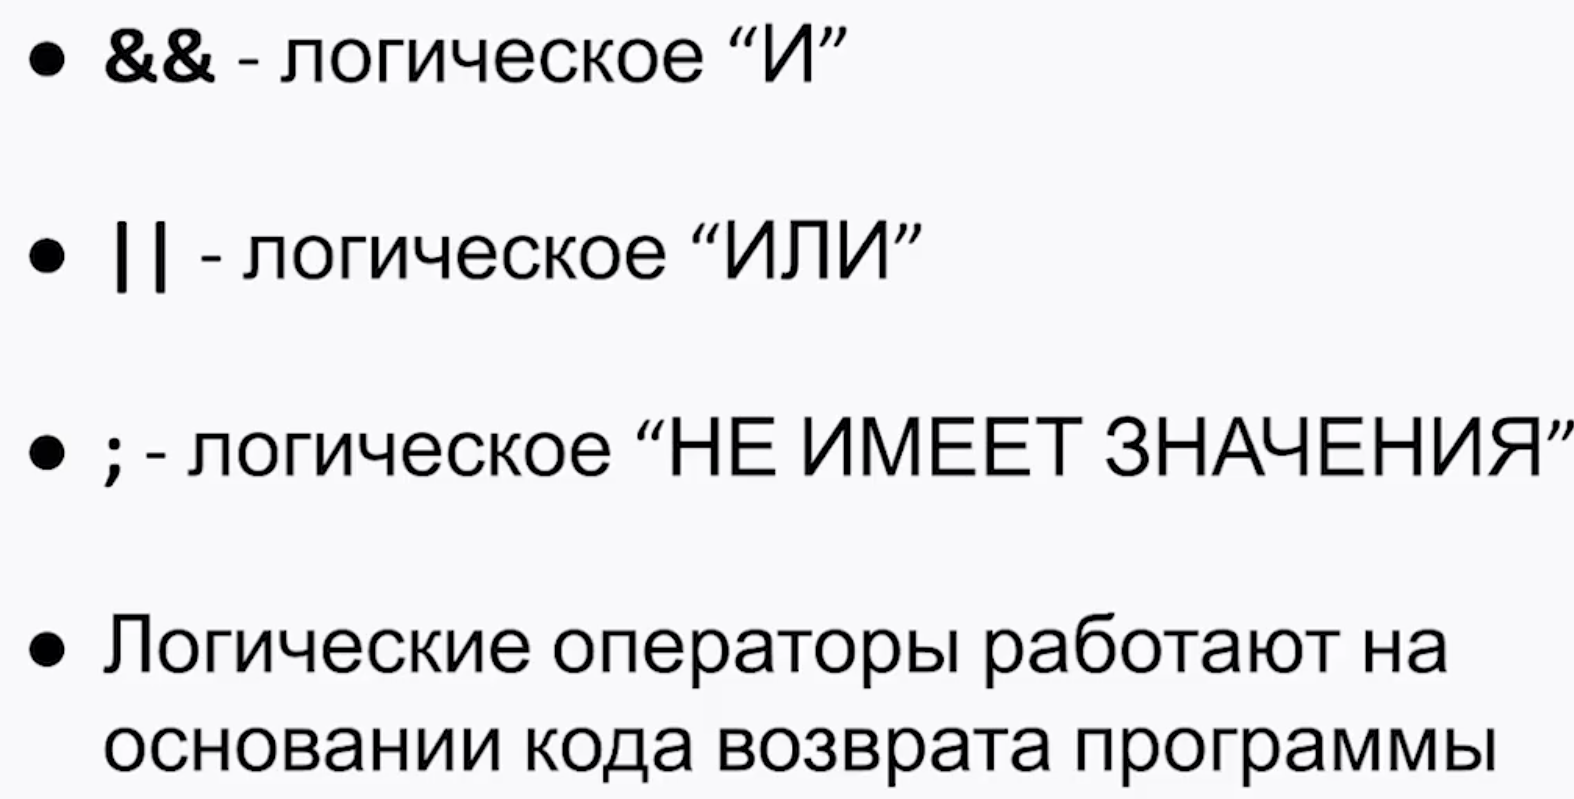 ● && - логическое “И”
● || - логическое “ИЛИ”
● ; - логическое “НЕ ИМЕЕТ ЗНАЧЕНИЯ”
● Логические операторы работают на
основании кода возврата программы